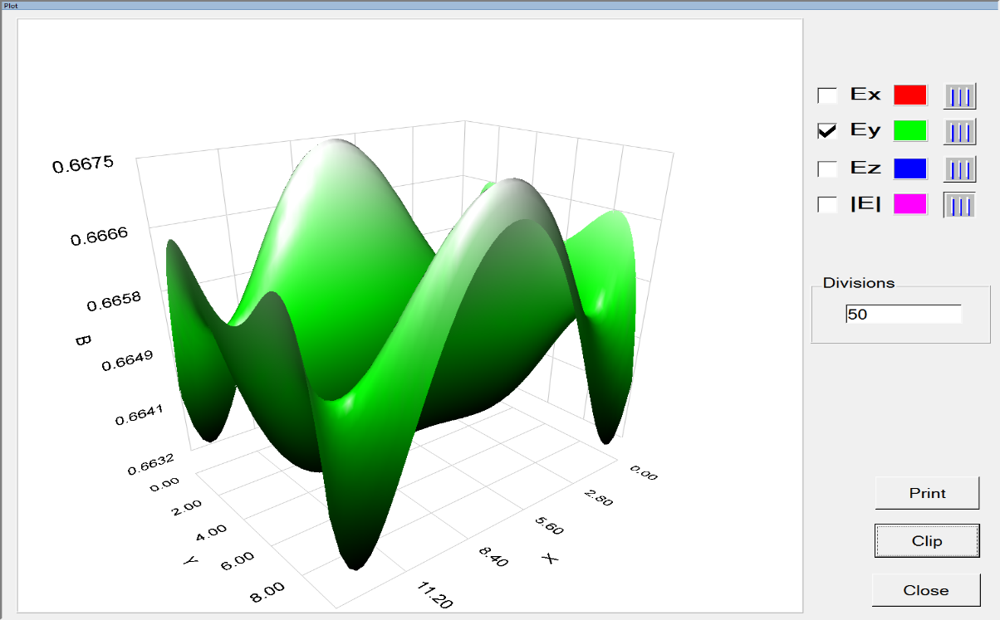 Plot
0.6675
0.6666
0.6658
B
0.6649
0.6641
0.6632
0.00
2.00
4.00
Y
6.00
8.00
0.00
2.80
5.60
X
8.40
11.20
Ex
Ey
Ez
|E|
Divisions
50
Print
Clip
Close